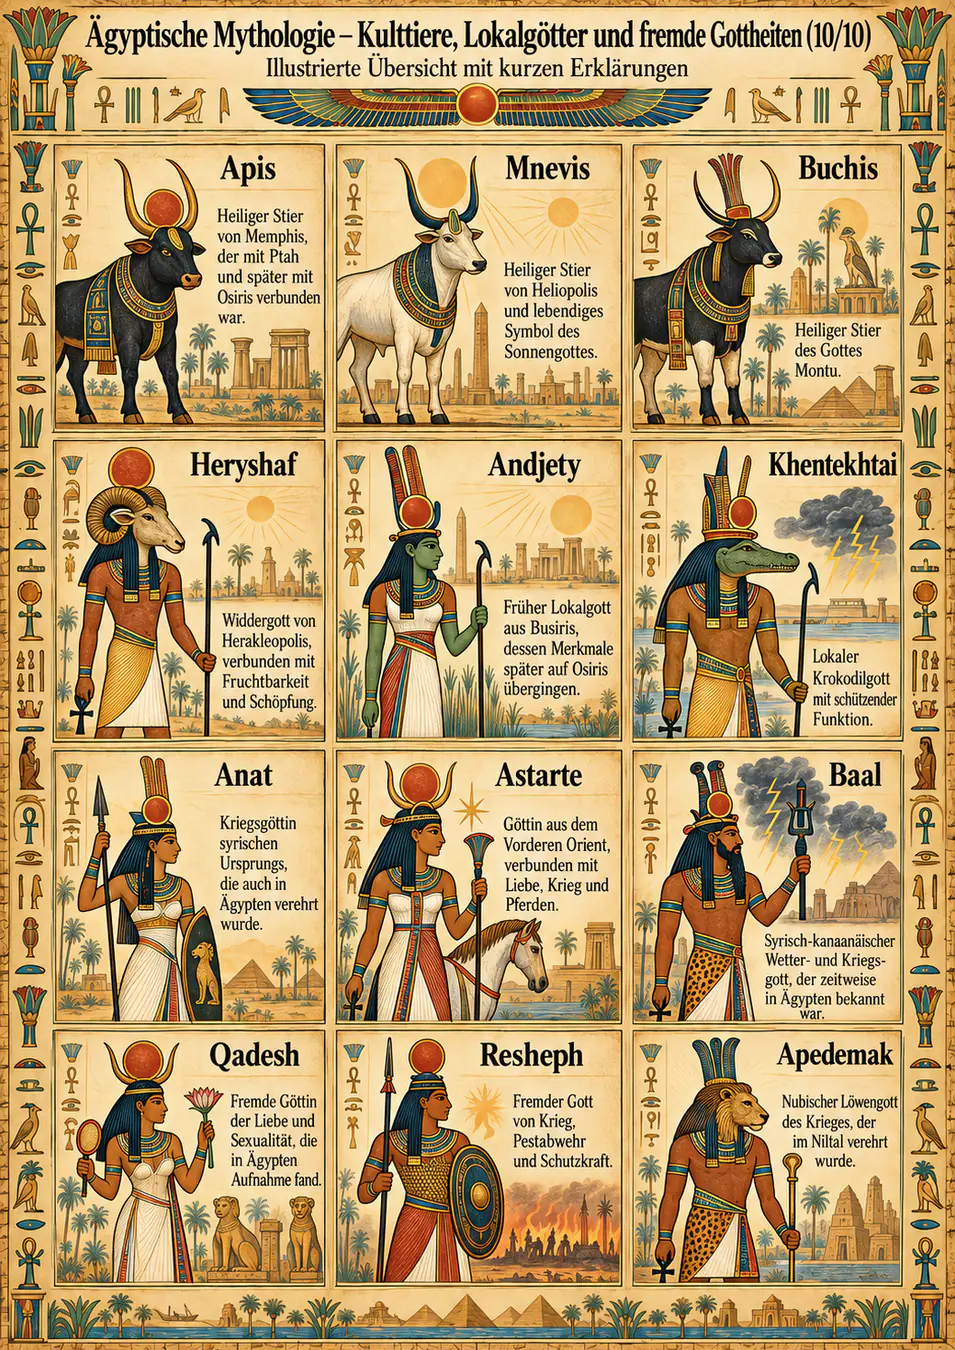 Ägyptische Mythologie – Kulttiere, Lokalgötter und fremde Gottheiten (10/10)
Illustrierte Übersicht mit kurzen Erklärungen
Apis
Heiliger Stier
von Memphis,
der mit Ptah
und später mit
Osiris verbunden
war.
Mnevis
Heiliger Stier
von Heliopolis
und lebendiges
Symbol des
Sonnengottes.
Buchis
Heiliger Stier
des Gottes
Montu.
Heryshaf
Widdergott von
Herakleopolis,
verbunden mit
Fruchtbarkeit
und Schöpfung.
Andjety
Früher Lokalgott
aus Busiris,
dessen Merkmale
später auf Osiris
übergingen.
Khentekhtai
Lokaler
Krokodilgott
mit schützender
Funktion.
Anat
Kriegsgöttin
syrischen
Ursprungs,
die auch in
Ägypten verehrt
wurde.
Astarte
Göttin aus dem
Vorderen Orient,
verbunden mit
Liebe, Krieg und
Pferden.
Baal
Syrisch-kanaanäischer
Wetter- und Kriegs-
gott, der zeitweise
in Ägypten bekannt
war.
Qadesh
Fremde Göttin
der Liebe und
Sexualität, die
in Ägypten
Aufnahme fand.
Resheph
Fremder Gott
von Krieg,
Pestabwehr
und Schutzkraft.
Apedemak
Nubischer Löwengott
des Krieges, der
im Niltal verehrt
wurde.